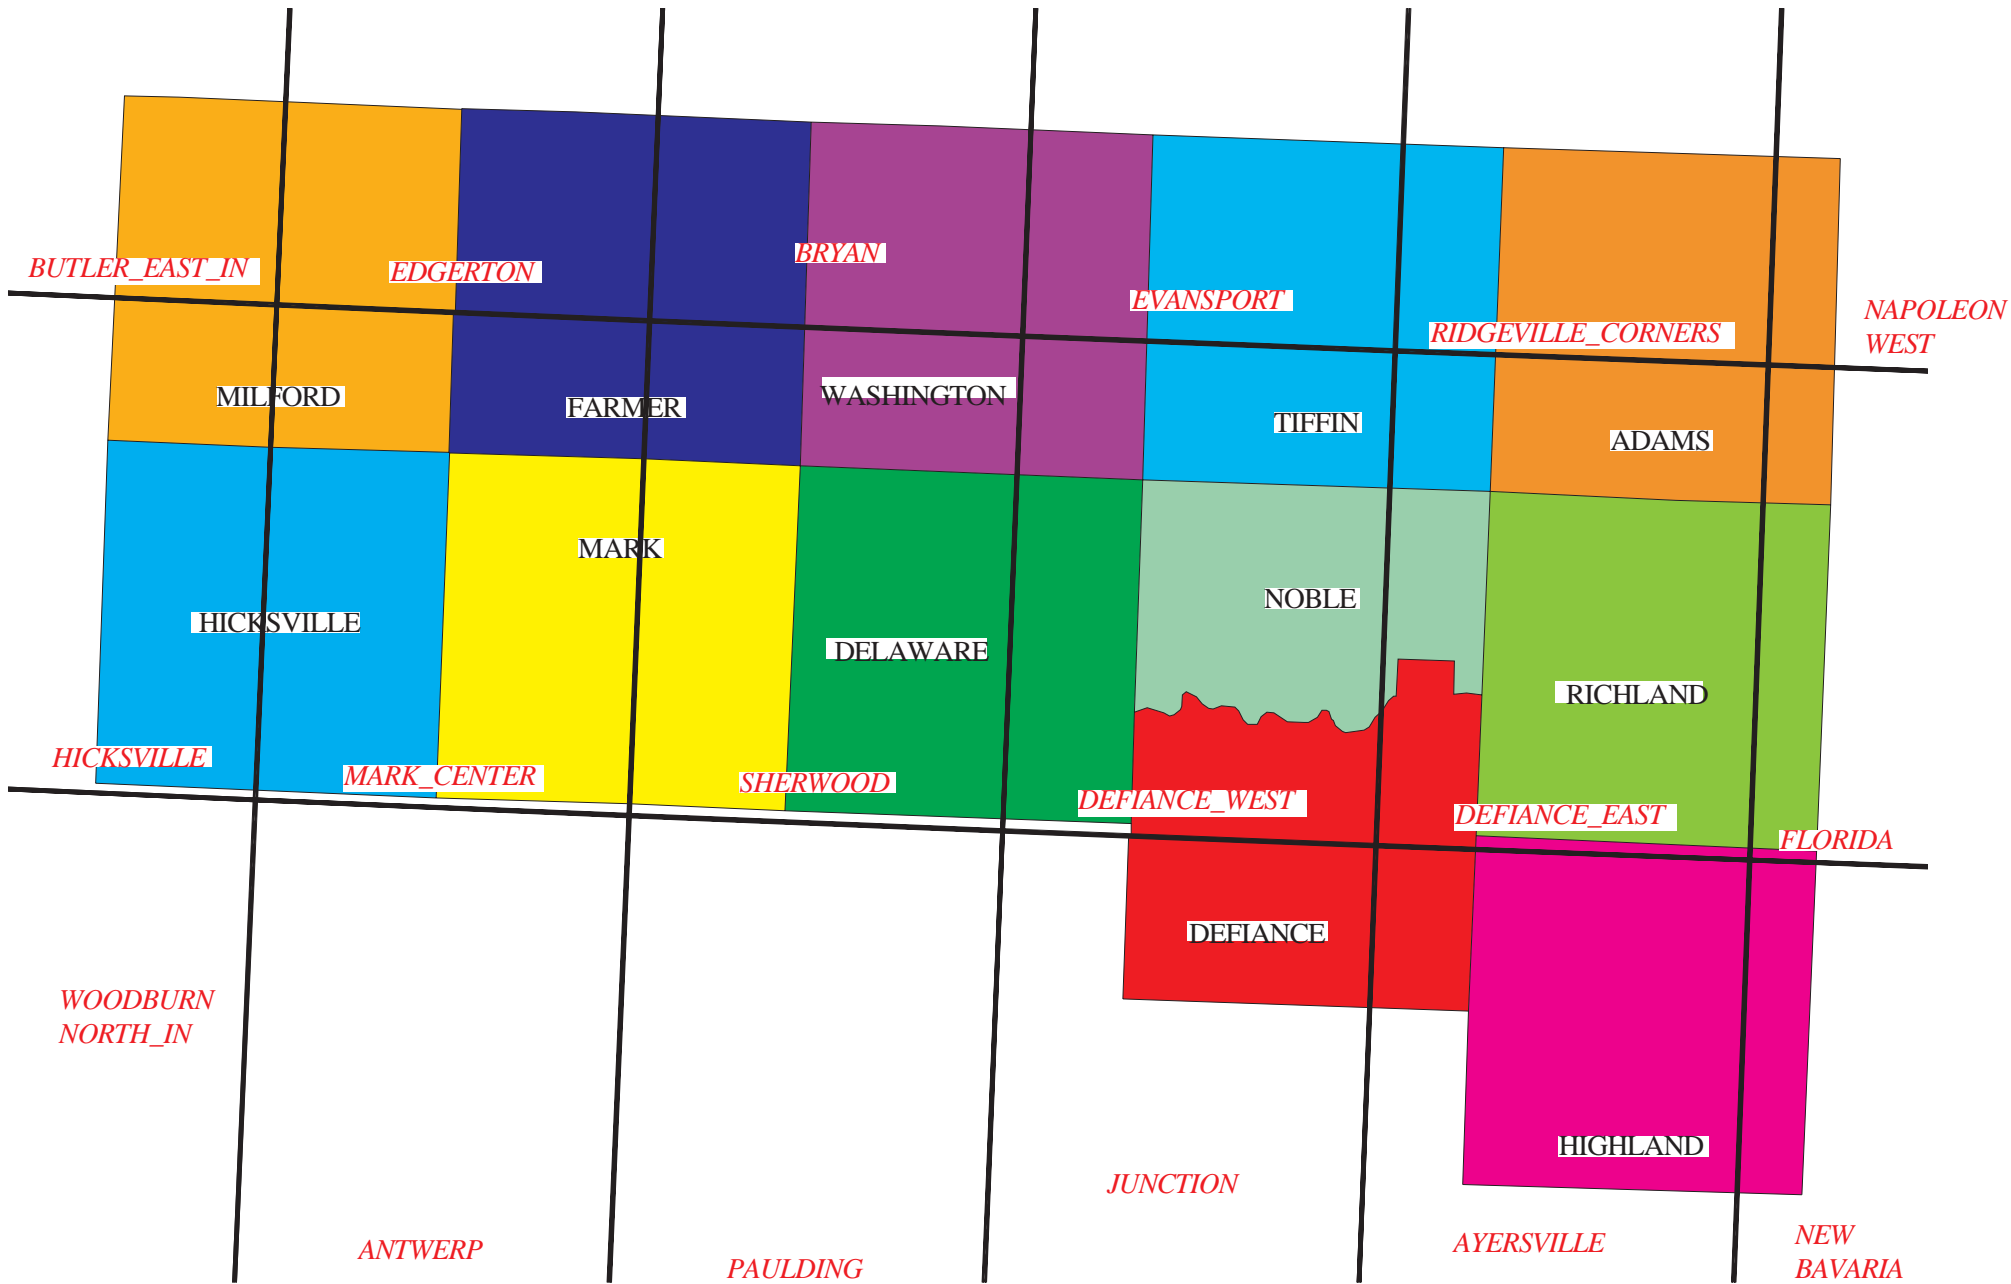 BRYAN
BUTLER_EAST_IN
EDGERTON
EVANSPORT
NAPOLEON
WEST
RIDGEVILLE_CORNERS
MILFORD
FARMER
WASHINGTON
TIFFIN
ADAMS
MARK
NOBLE
HICKSVILLE
DELAWARE
RICHLAND
HICKSVILLE
MARK_CENTER
SHERWOOD
DEFIANCE_WEST
DEFIANCE_EAST
FLORIDA
DEFIANCE
WOODBURN
NORTH_IN
HIGHLAND
JUNCTION
ANTWERP
PAULDING
AYERSVILLE
NEW
BAVARIA